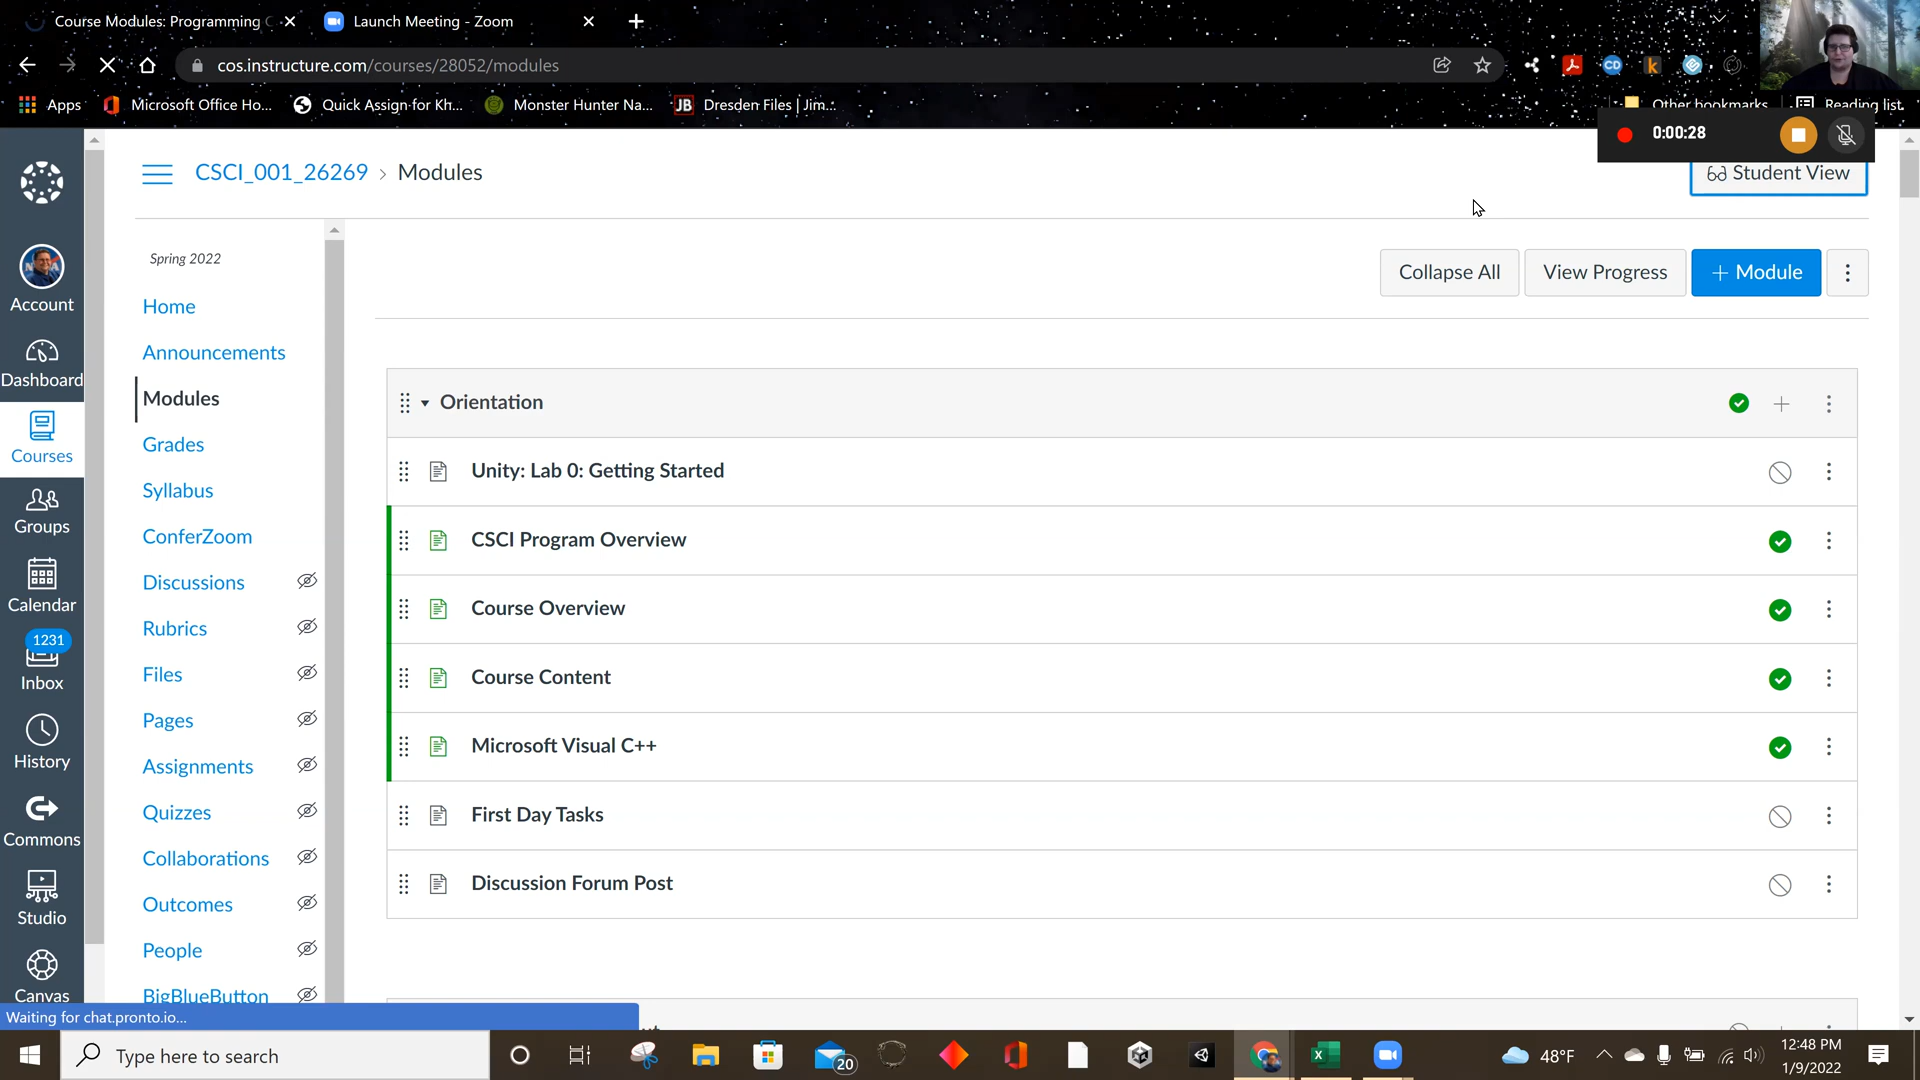 Course Modules: Programming C
Launch Meeting - Zoom
cos.instructure.com/courses/28052/modules
CD
k
Apps
Microsoft Office Ho...
Quick Assign for Kh...
Monster Hunter Na...
JB
Dresden Files | Jim...
Other bookmarks
Reading list
0:00:28
CSCI_001_26269 › Modules
Student View
Spring 2022
Collapse All
View Progress
+ Module
Account
Dashboard
Courses
Groups
Calendar
1231
Inbox
History
Commons
Studio
Canvas
Home
Announcements
Modules
Grades
Syllabus
ConferZoom
Discussions
Rubrics
Files
Pages
Assignments
Quizzes
Collaborations
Outcomes
People
BigBlueButton
Orientation
Unity: Lab 0: Getting Started
CSCI Program Overview
Course Overview
Course Content
Microsoft Visual C++
First Day Tasks
Discussion Forum Post
Waiting for chat.pronto.io...
Type here to search
20
48°F
12:48 PM
1/9/2022